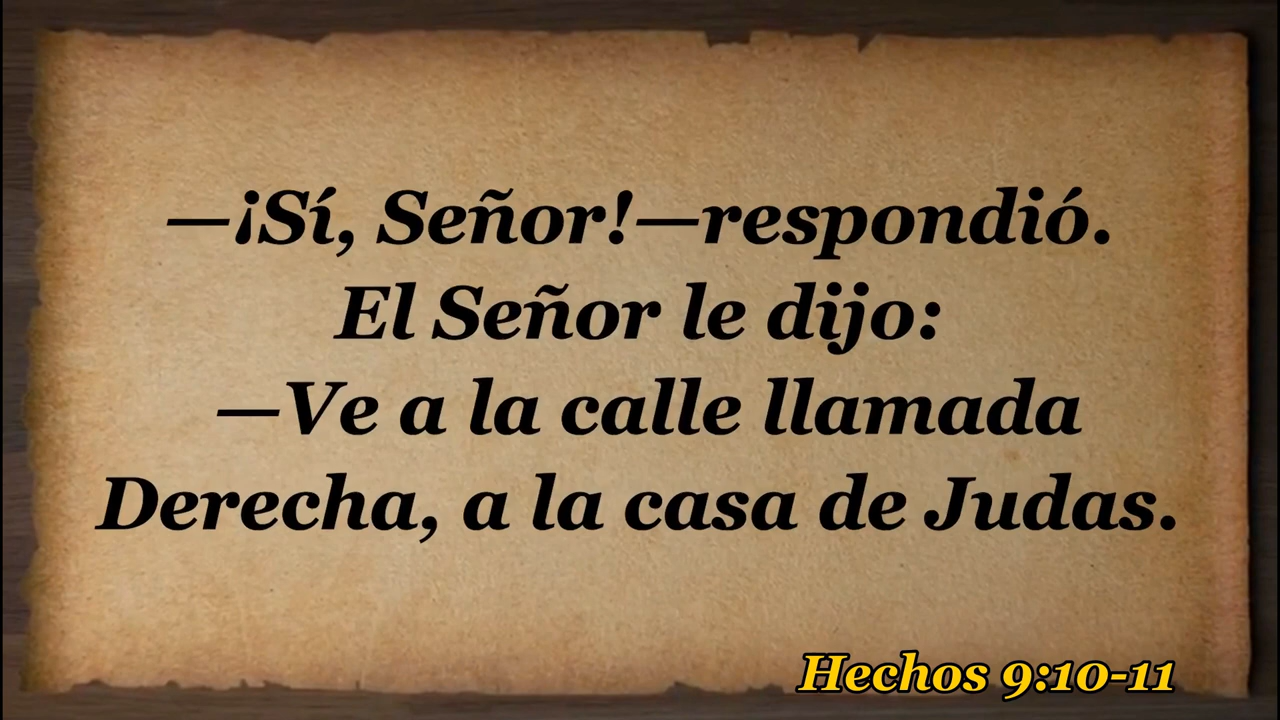 —¡Sí, Señor!—respondió.
El Señor le dijo:
—Ve a la calle llamada
Derecha, a la casa de Judas.
Hechos 9:10-11